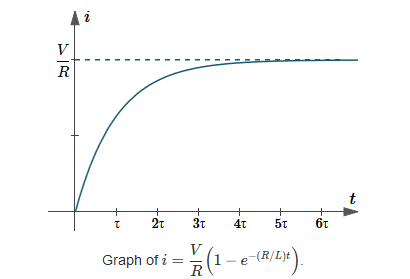 i
V
R
t
τ 2τ 3τ 4τ 5τ 6τ
Graph of i = V/R (1 − e^−(R/L)t).